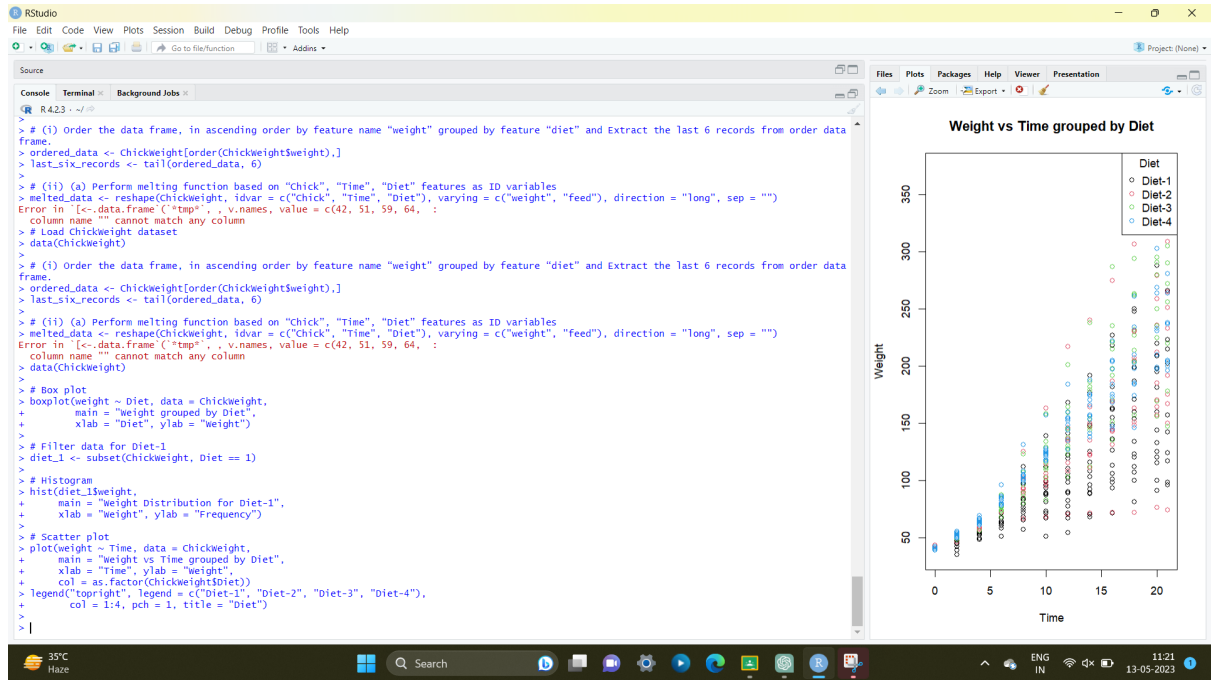 RStudio
File Edit Code View Plots Session Build Debug Profile Tools Help
Go to file/function
Addins
Project: (None)
Source
Console Terminal Background Jobs
R 4.2.3 · ~/
>
> # (i) Order the data frame, in ascending order by feature name "weight" grouped by feature "diet" and Extract the last 6 records from order data
frame.
> ordered_data <- ChickWeight[order(ChickWeight$weight),]
> last_six_records <- tail(ordered_data, 6)
>
> # (ii) (a) Perform melting function based on "Chick", "Time", "Diet" features as ID variables
> melted_data <- reshape(ChickWeight, idvar = c("Chick", "Time", "Diet"), varying = c("weight", "feed"), direction = "long", sep = "")
Error in `[<-.data.frame`(`*tmp*`, , v.names, value = c(42, 51, 59, 64,  :
column name "" cannot match any column
> # Load ChickWeight dataset
> data(ChickWeight)
>
> # (i) Order the data frame, in ascending order by feature name "weight" grouped by feature "diet" and Extract the last 6 records from order data
frame.
> ordered_data <- ChickWeight[order(ChickWeight$weight),]
> last_six_records <- tail(ordered_data, 6)
>
> # (ii) (a) Perform melting function based on "Chick", "Time", "Diet" features as ID variables
> melted_data <- reshape(ChickWeight, idvar = c("Chick", "Time", "Diet"), varying = c("weight", "feed"), direction = "long", sep = "")
Error in `[<-.data.frame`(`*tmp*`, , v.names, value = c(42, 51, 59, 64,  :
column name "" cannot match any column
> data(ChickWeight)
>
> # Box plot
> boxplot(weight ~ Diet, data = ChickWeight,
+ main = "Weight grouped by Diet",
+ xlab = "Diet", ylab = "Weight")
>
> # Filter data for Diet-1
> diet_1 <- subset(ChickWeight, Diet == 1)
>
> # Histogram
> hist(diet_1$weight,
+ main = "Weight Distribution for Diet-1",
+ xlab = "Weight", ylab = "Frequency")
>
> # Scatter plot
> plot(weight ~ Time, data = ChickWeight,
+ main = "Weight vs Time grouped by Diet",
+ xlab = "Time", ylab = "Weight",
+ col = as.factor(ChickWeight$Diet))
> legend("topright", legend = c("Diet-1", "Diet-2", "Diet-3", "Diet-4"),
+ col = 1:4, pch = 1, title = "Diet")
>
>
Files Plots Packages Help Viewer Presentation
Zoom Export
Weight vs Time grouped by Diet
Diet
Diet-1
Diet-2
Diet-3
Diet-4
350
300
250
200
150
100
50
Weight
0 5 10 15 20
Time
35°C
Haze
Search
ENG
IN
11:21
13-05-2023
1